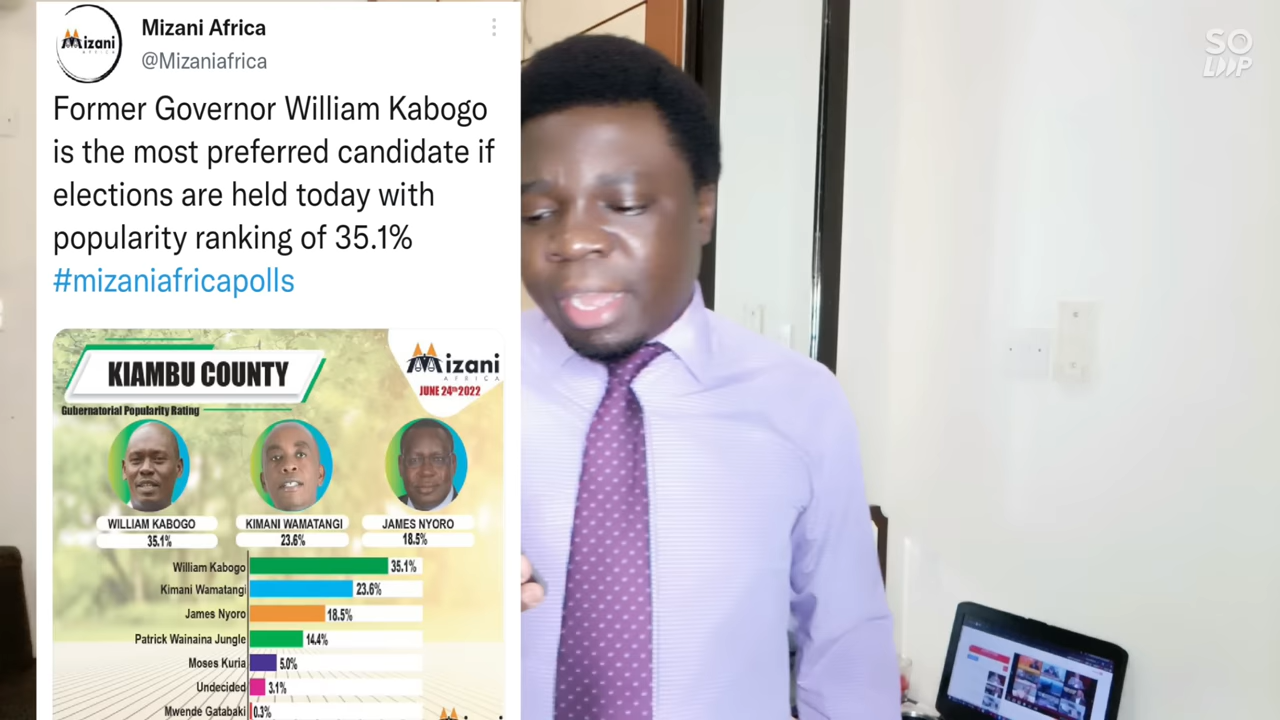 Mizani
AFRICA
Mizani Africa
@Mizaniafrica
Former Governor William Kabogo
is the most preferred candidate if
elections are held today with
popularity ranking of 35.1%
#mizaniafricapolls
KIAMBU COUNTY
Mizani
AFRICA
JUNE 24th 2022
Gubernatorial Popularity Rating
WILLIAM KABOGO
35.1%
KIMANI WAMATANGI
23.6%
JAMES NYORO
18.5%
William Kabogo 35.1%
Kimani Wamatangi 23.6%
James Nyoro 18.5%
Patrick Wainaina Jungle 14.4%
Moses Kuria 5.0%
Undecided 3.1%
Mwende Gatabaki 0.3%
SO
LOOP